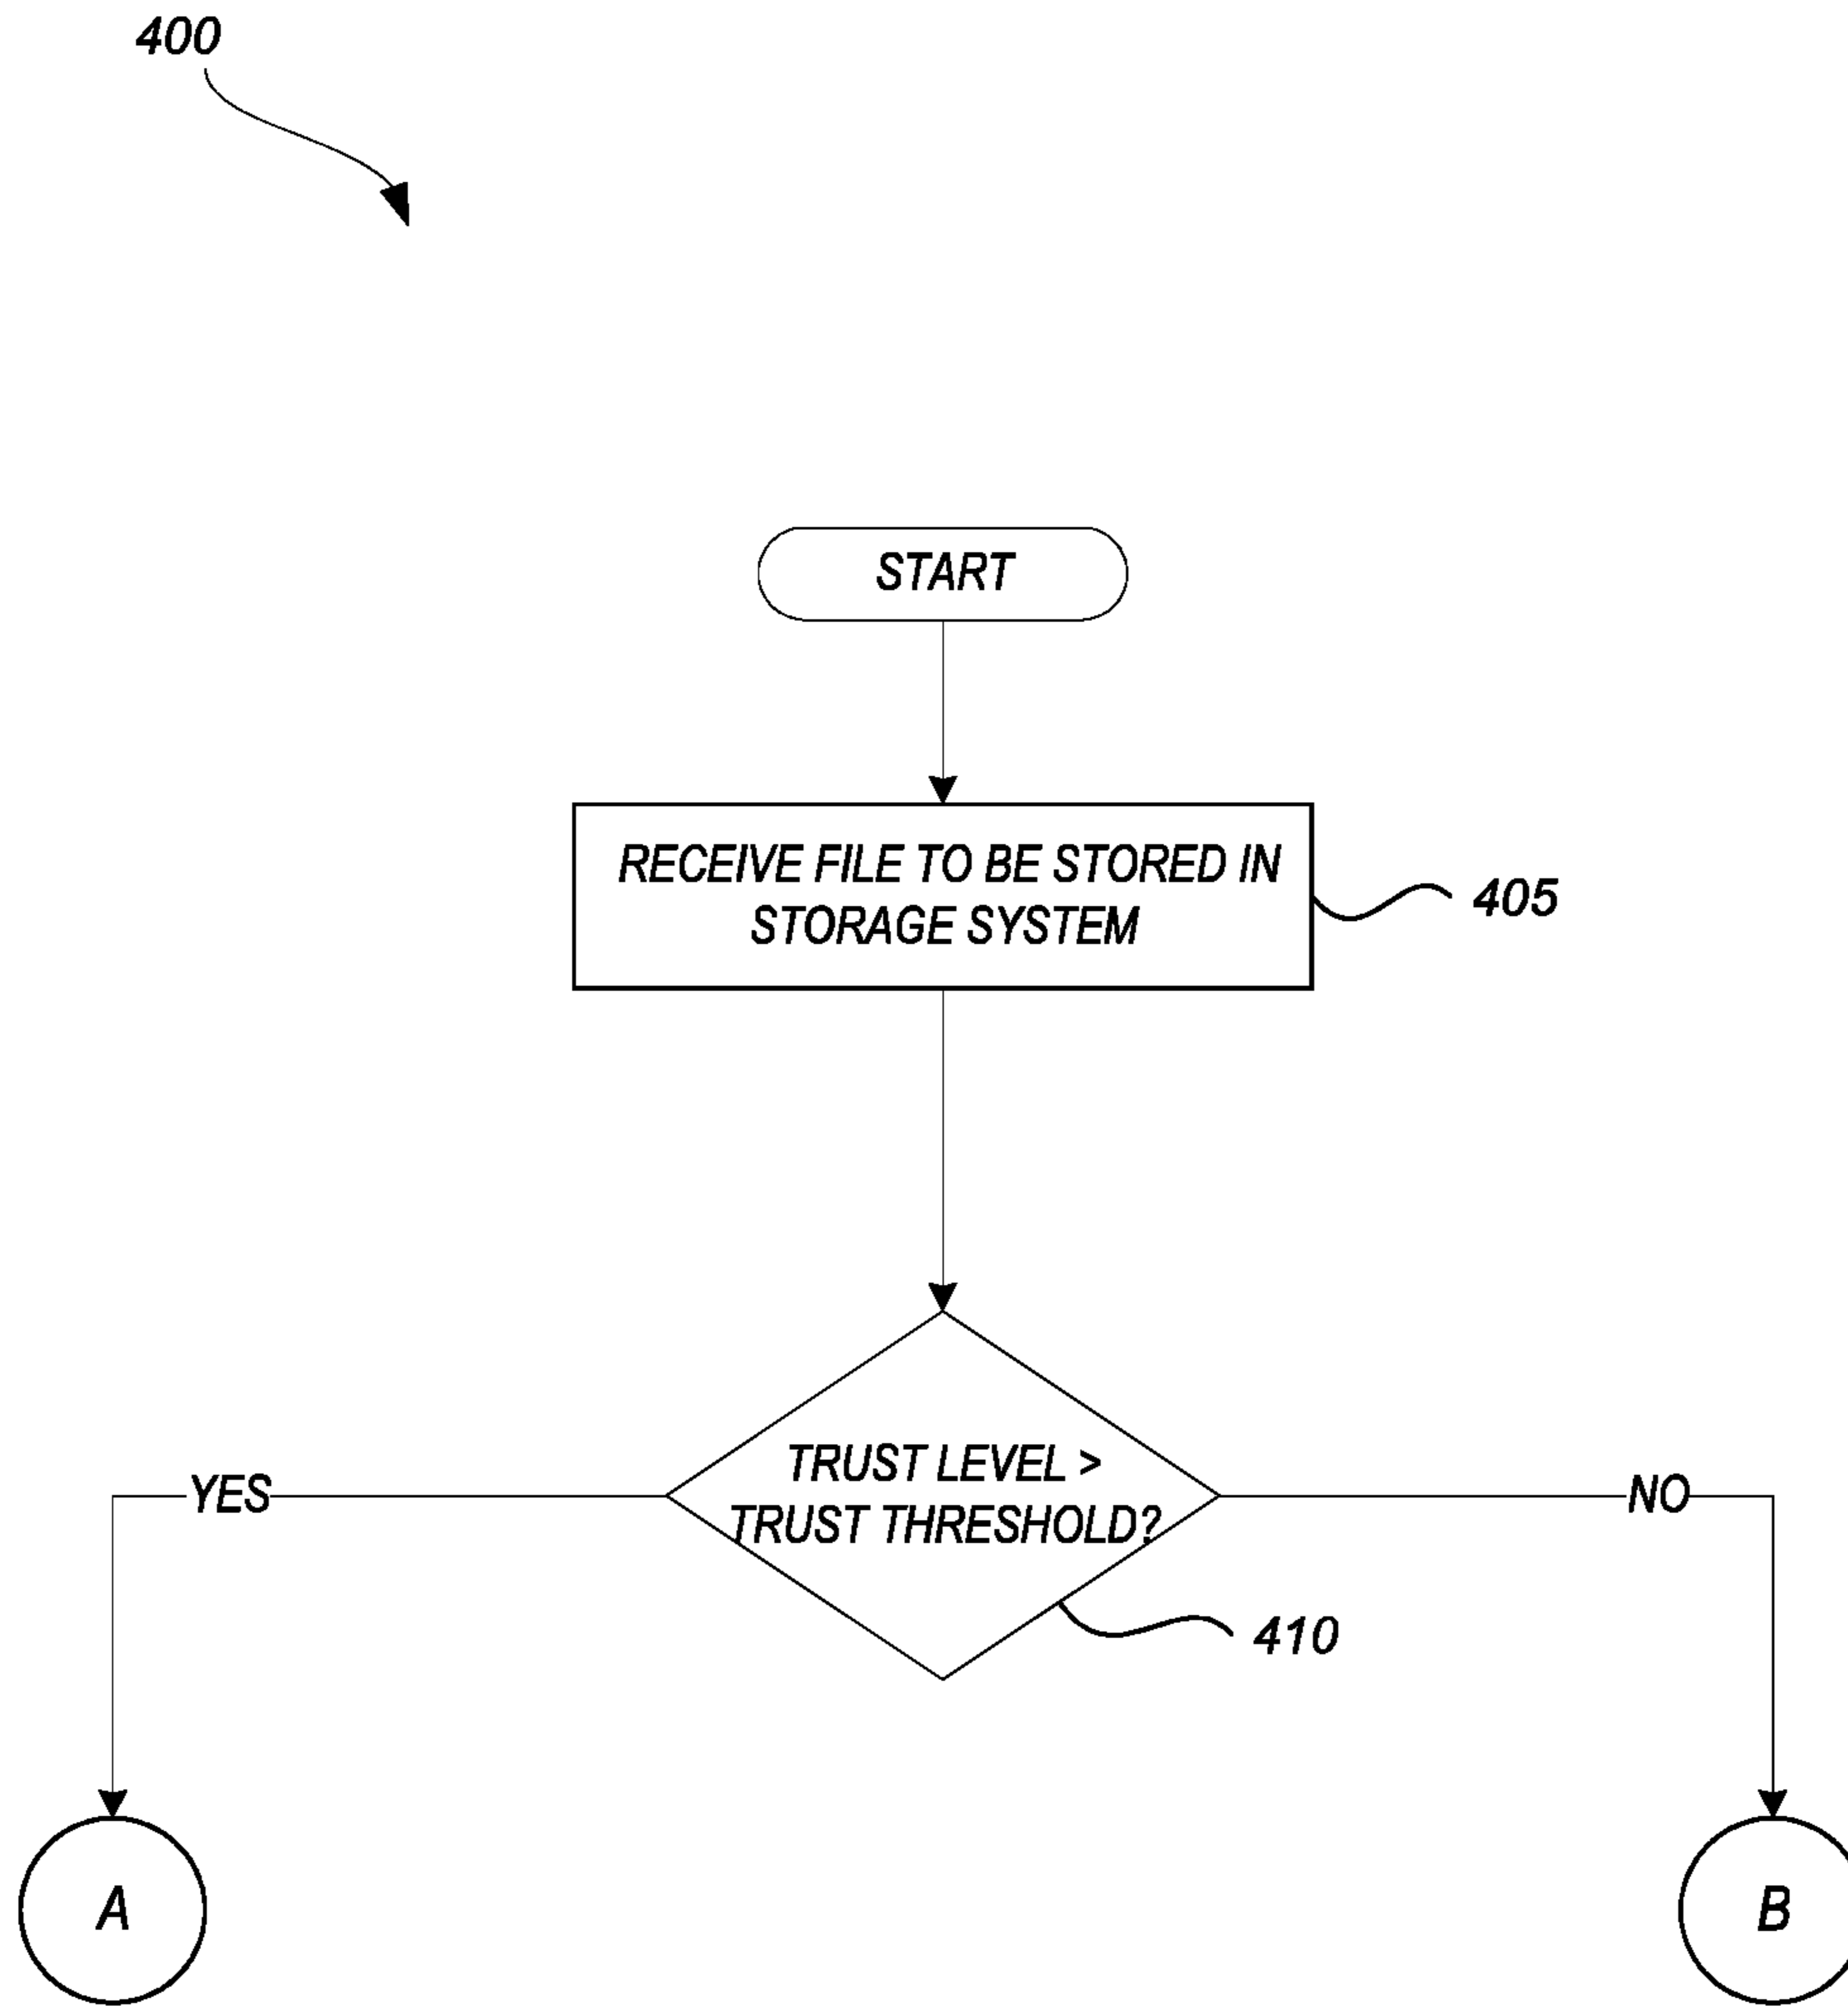 400
START
RECEIVE FILE TO BE STORED IN
STORAGE SYSTEM
405
TRUST LEVEL >
TRUST THRESHOLD?
YES
NO
410
A
B